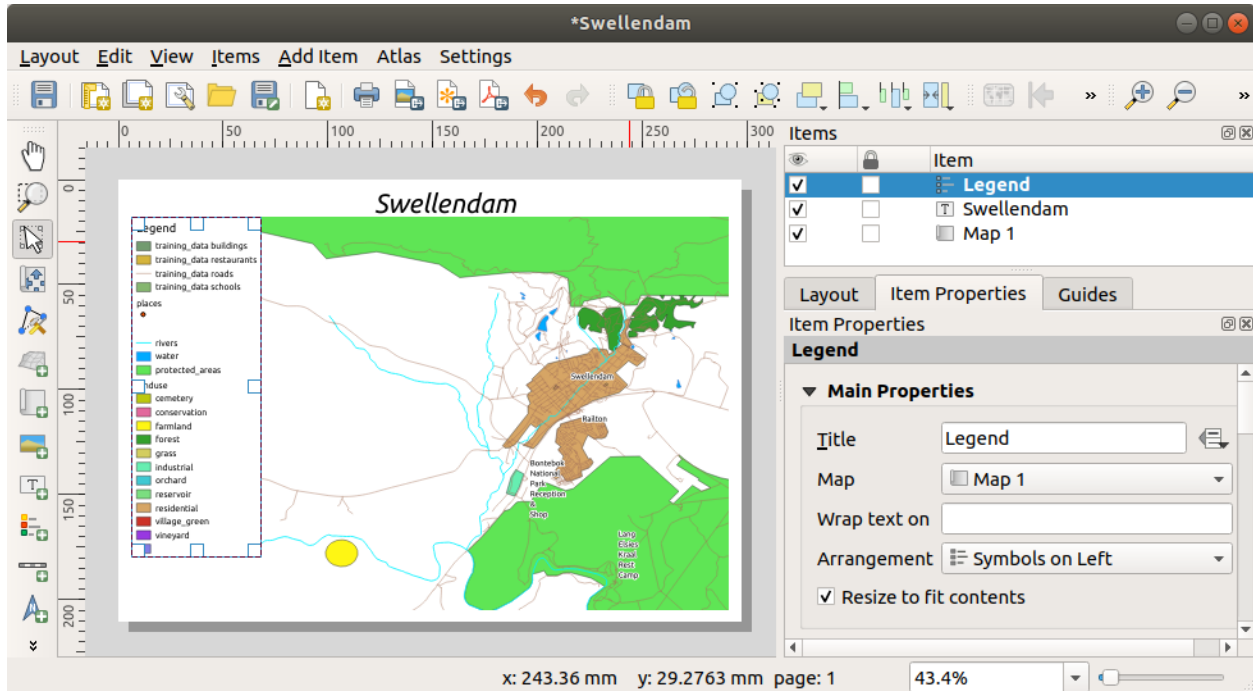 *Swellendam
Layout Edit View Items Add Item Atlas Settings
» »
0 50 100 150 200 250 300
0
50
100
150
200
Swellendam
Legend
training_data buildings
training_data restaurants
training_data roads
training_data schools
places
rivers
water
protected_areas
nduse
cemetery
conservation
farmland
forest
grass
industrial
orchard
reservoir
residential
village_green
vineyard
Swellendam
Railton
Bontebok
National
Park
Reception
&
Shop
Lang
Elsies
Kraal
Rest
Camp
Items
Item
Legend
T Swellendam
Map 1
Layout Item Properties Guides
Item Properties
Legend
Main Properties
Title Legend
Map Map 1
Wrap text on
Arrangement Symbols on Left
Resize to fit contents
x: 243.36 mm y: 29.2763 mm page: 1 43.4%